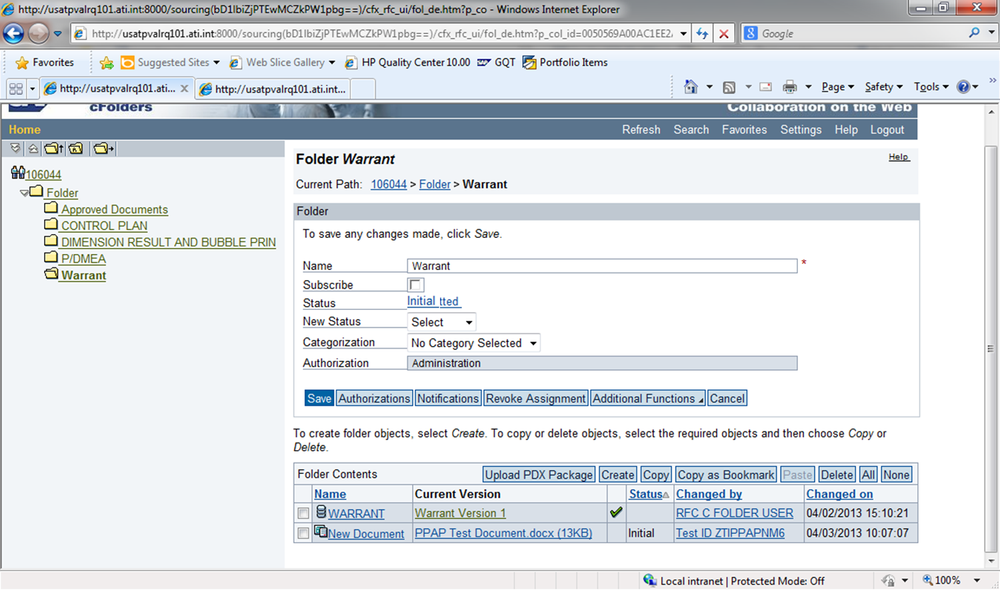 http://usatpvalrq101.ati.int:8000/sourcing(bD1lbiZjPTEwMCZkPW1pbg==)/cfx_rfc_ui/fol_de.htm?p_co - Windows Internet Explorer
http://usatpvalrq101.ati.int:8000/sourcing(bD1lbiZjPTEwMCZkPW1pbg==)/cfx_rfc_ui/fol_de.htm?p_col_id=0050569A00AC1EE2
Google
Favorites Suggested Sites Web Slice Gallery HP Quality Center 10.00 GQT Portfolio Items
http://usatpvalrq101.ati... http://usatpvalrq101.ati.int... Page Safety Tools
cFolders Collaboration on the Web
Home Refresh Search Favorites Settings Help Logout
106044
Folder
Approved Documents
CONTROL PLAN
DIMENSION RESULT AND BUBBLE PRIN
P/DMEA
Warrant
Folder Warrant Help
Current Path: 106044 > Folder > Warrant
Folder
To save any changes made, click Save.
Name Warrant *
Subscribe
Status Initial tted
New Status Select
Categorization No Category Selected
Authorization Administration
Save Authorizations Notifications Revoke Assignment Additional Functions Cancel
To create folder objects, select Create. To copy or delete objects, select the required objects and then choose Copy or
Delete.
Folder Contents Upload PDX Package Create Copy Copy as Bookmark Paste Delete All None
Name Current Version Status Changed by Changed on
WARRANT Warrant Version 1 RFC C FOLDER USER 04/02/2013 15:10:21
New Document PPAP Test Document.docx (13KB) Initial Test ID ZTIPPAPNM6 04/03/2013 10:07:07
Local intranet | Protected Mode: Off 100%